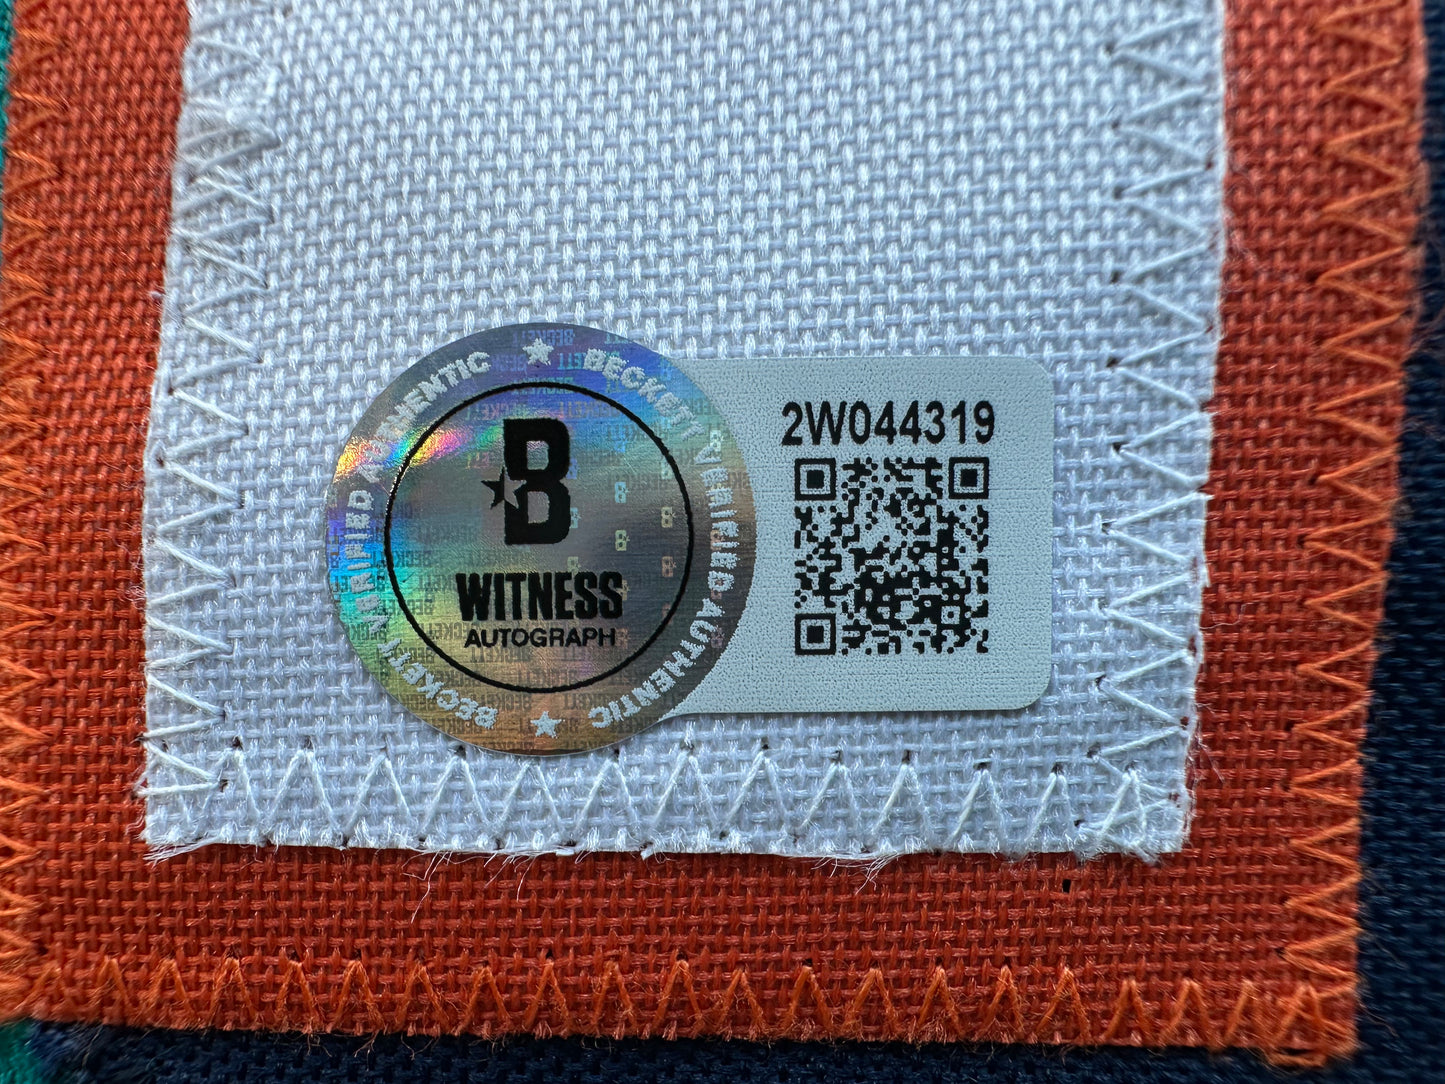 BECKETT VERIFIED AUTHENTIC ★ BECKETT VERIFIED AUTHENTIC ★
B
WITNESS
AUTOGRAPH
2W044319